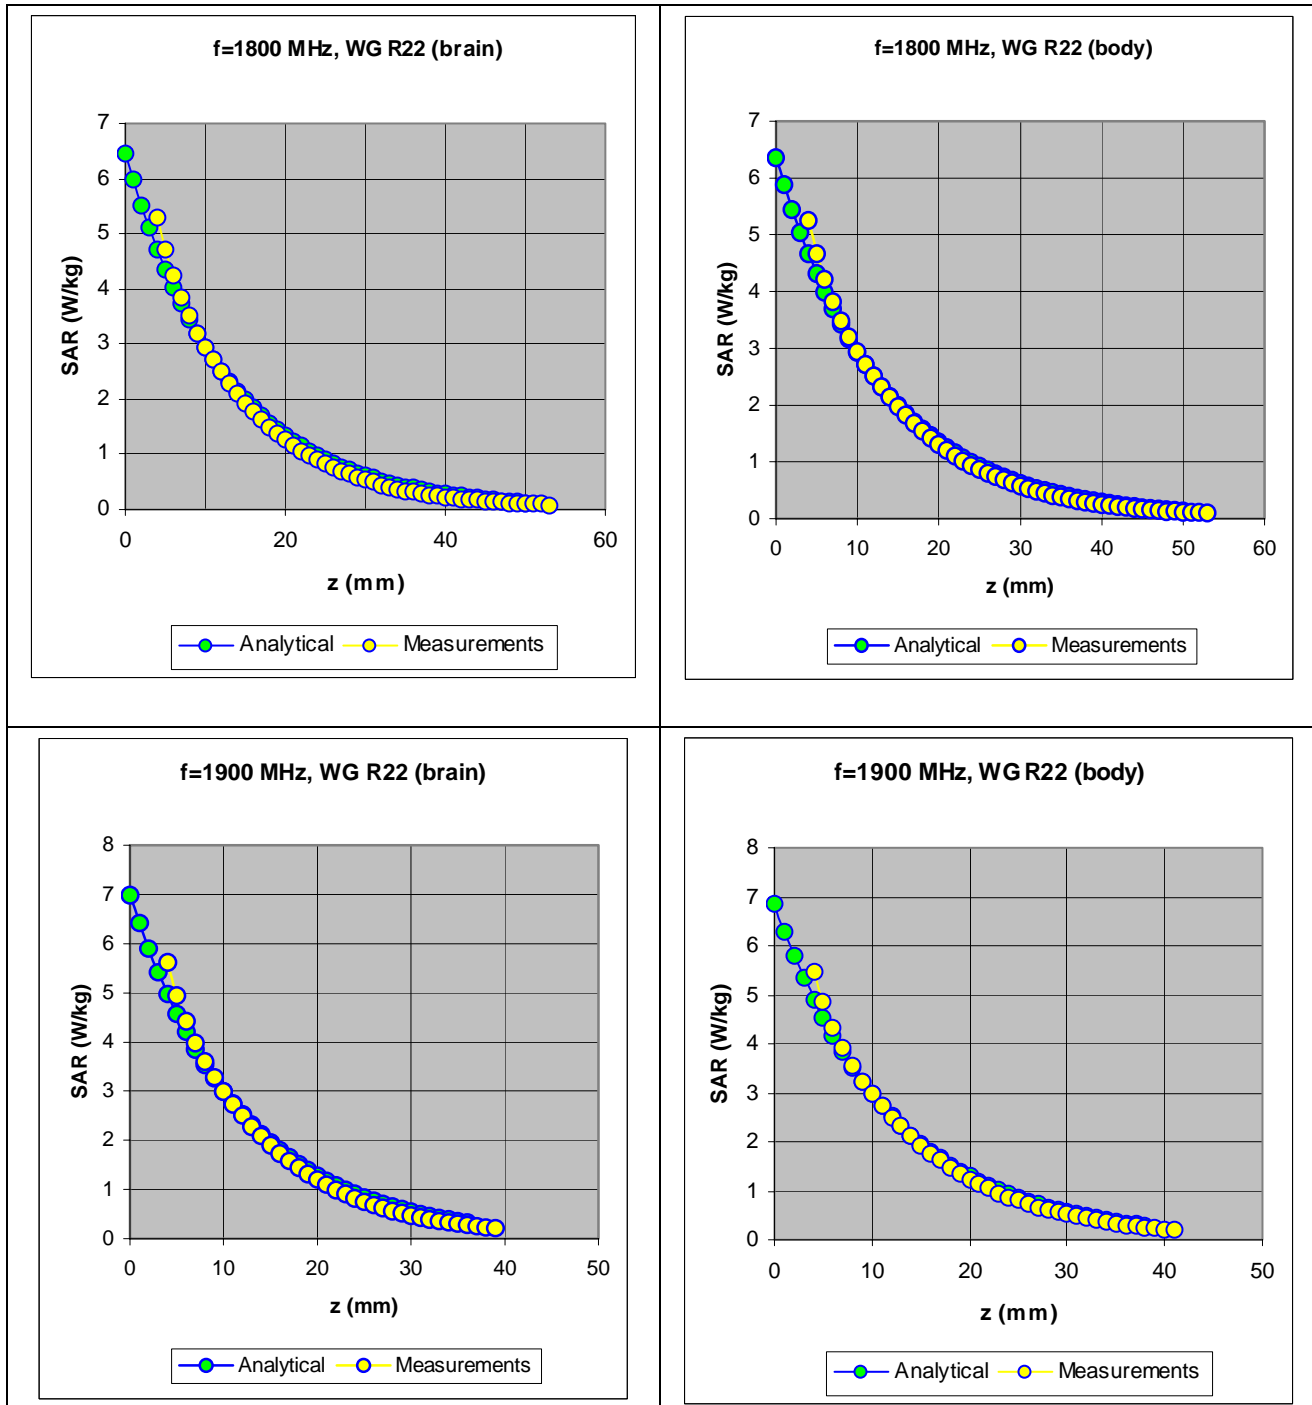 f=1800 MHz, WG R22 (brain)
7
6
5
4
3
2
1
0
SAR (W/kg)
0 20 40 60
z (mm)
Analytical Measurements
f=1800 MHz, WG R22 (body)
7
6
5
4
3
2
1
0
SAR (W/kg)
0 10 20 30 40 50 60
z (mm)
Analytical Measurements
f=1900 MHz, WG R22 (brain)
8
7
6
5
4
3
2
1
0
SAR (W/kg)
0 10 20 30 40 50
z (mm)
Analytical Measurements
f=1900 MHz, WG R22 (body)
8
7
6
5
4
3
2
1
0
SAR (W/kg)
0 10 20 30 40 50
z (mm)
Analytical Measurements